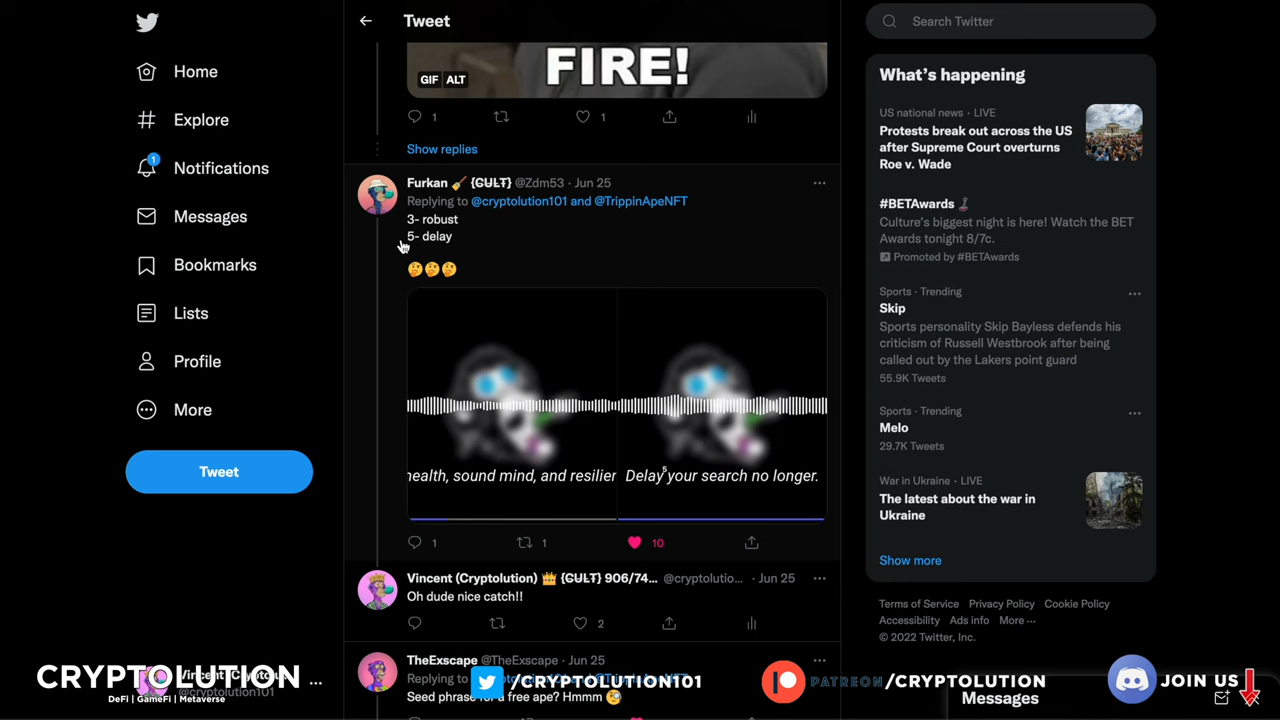 Home
Explore
1
Notifications
Messages
Bookmarks
Lists
Profile
More
Tweet
Tweet
FIRE!
GIF ALT
1
1
Show replies
Furkan 🧹 {CULT} @Zdm53 · Jun 25
Replying to @cryptolution101 and @TrippinApeNFT
3- robust
5- delay
🤔🤔🤔
health, sound mind, and resilien
Delay⁵ your search no longer.
1
1
10
Vincent (Cryptolution) 👑 {CULT} 906/74... @cryptolutio... · Jun 25
Oh dude nice catch!!
2
TheExscape @TheExscape · Jun 25
Replying to
Seed phrase for a free ape? Hmmm 🧐
Search Twitter
What's happening
US national news · LIVE
Protests break out across the US
after Supreme Court overturns
Roe v. Wade
#BETAwards
Culture's biggest night is here! Watch the BET
Awards tonight 8/7c.
Promoted by #BETAwards
Sports · Trending
Skip
Sports personality Skip Bayless defends his
criticism of Russell Westbrook after being
called out by the Lakers point guard
55.9K Tweets
Sports · Trending
Melo
29.7K Tweets
War in Ukraine · LIVE
The latest about the war in
Ukraine
Show more
Terms of Service Privacy Policy Cookie Policy
Accessibility Ads info More ...
© 2022 Twitter, Inc.
Messages
CRYPTOLUTION
DeFi | GameFi | Metaverse
@cryptolution101
/CRYPTOLUTION101
PATREON/CRYPTOLUTION
JOIN US